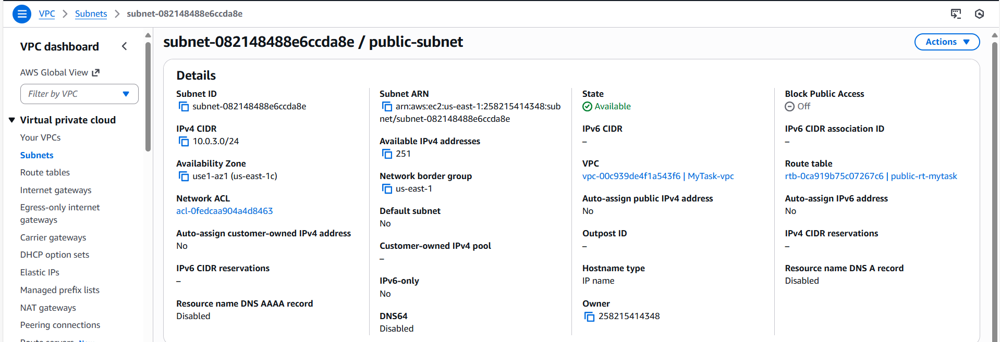 VPC > Subnets > subnet-082148488e6ccda8e
VPC dashboard
AWS Global View
Filter by VPC
Virtual private cloud
Your VPCs
Subnets
Route tables
Internet gateways
Egress-only internet
gateways
Carrier gateways
DHCP option sets
Elastic IPs
Managed prefix lists
NAT gateways
Peering connections
Route servers New
subnet-082148488e6ccda8e / public-subnet
Actions
Details
Subnet ID
subnet-082148488e6ccda8e
IPv4 CIDR
10.0.3.0/24
Availability Zone
use1-az1 (us-east-1c)
Network ACL
acl-0fedcaa904a4d8463
Auto-assign customer-owned IPv4 address
No
IPv6 CIDR reservations
–
Resource name DNS AAAA record
Disabled
Subnet ARN
arn:aws:ec2:us-east-1:258215414348:sub
net/subnet-082148488e6ccda8e
Available IPv4 addresses
251
Network border group
us-east-1
Default subnet
No
Customer-owned IPv4 pool
–
IPv6-only
No
DNS64
Disabled
State
Available
IPv6 CIDR
–
VPC
vpc-00c939de4f1a543f6 | MyTask-vpc
Auto-assign public IPv4 address
No
Outpost ID
–
Hostname type
IP name
Owner
258215414348
Block Public Access
Off
IPv6 CIDR association ID
–
Route table
rtb-0ca919b75c07267c6 | public-rt-mytask
Auto-assign IPv6 address
No
IPv4 CIDR reservations
–
Resource name DNS A record
Disabled